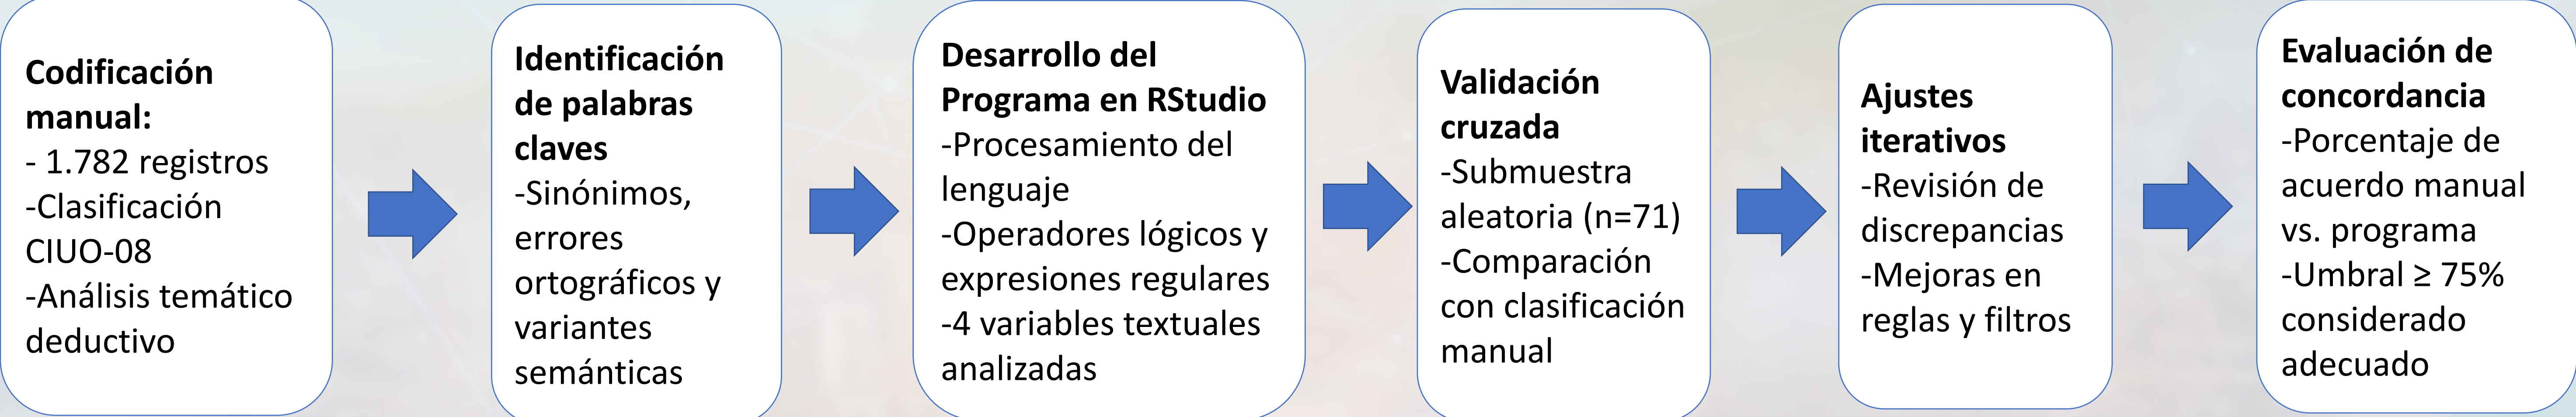 Codificación
manual:
- 1.782 registros
-Clasificación
CIUO-08
-Análisis temático
deductivo
Identificación
de palabras
claves
-Sinónimos,
errores
ortográficos y
variantes
semánticas
Desarrollo del
Programa en RStudio
-Procesamiento del
lenguaje
-Operadores lógicos y
expresiones regulares
-4 variables textuales
analizadas
Validación
cruzada
-Submuestra
aleatoria (n=71)
-Comparación
con clasificación
manual
Ajustes
iterativos
-Revisión de
discrepancias
-Mejoras en
reglas y filtros
Evaluación de
concordancia
-Porcentaje de
acuerdo manual
vs. programa
-Umbral ≥ 75%
considerado
adecuado